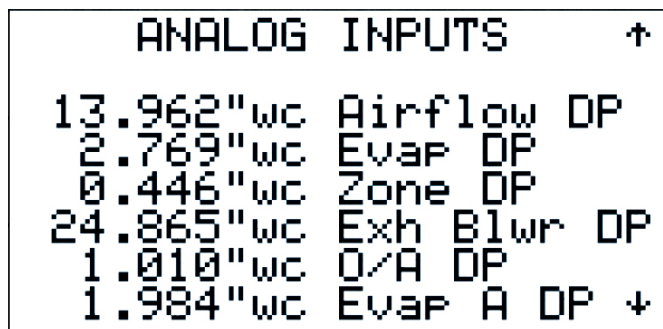 ANALOG INPUTS ↑
13.962"wc Airflow DP
2.769"wc Evap DP
0.446"wc Zone DP
24.865"wc Exh Blwr DP
1.010"wc O/A DP
1.984"wc Evap A DP ↓